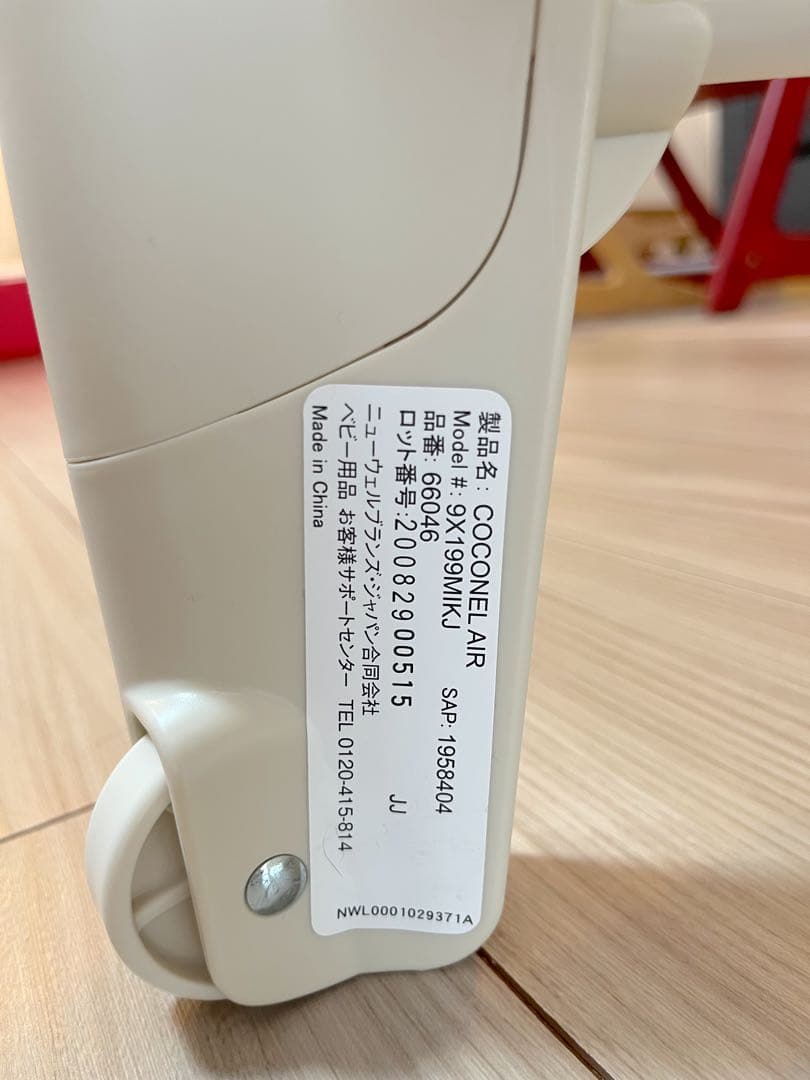 製品名: COCONEL AIR
Model #: 9X199MIKJ SAP: 1958404
品番: 66046
ロット番号:20082900515 JJ
ニューウェルブランズ・ジャパン合同会社
ベビー用品 お客様サポートセンター TEL 0120-415-814
Made in China
NWL0001029371A